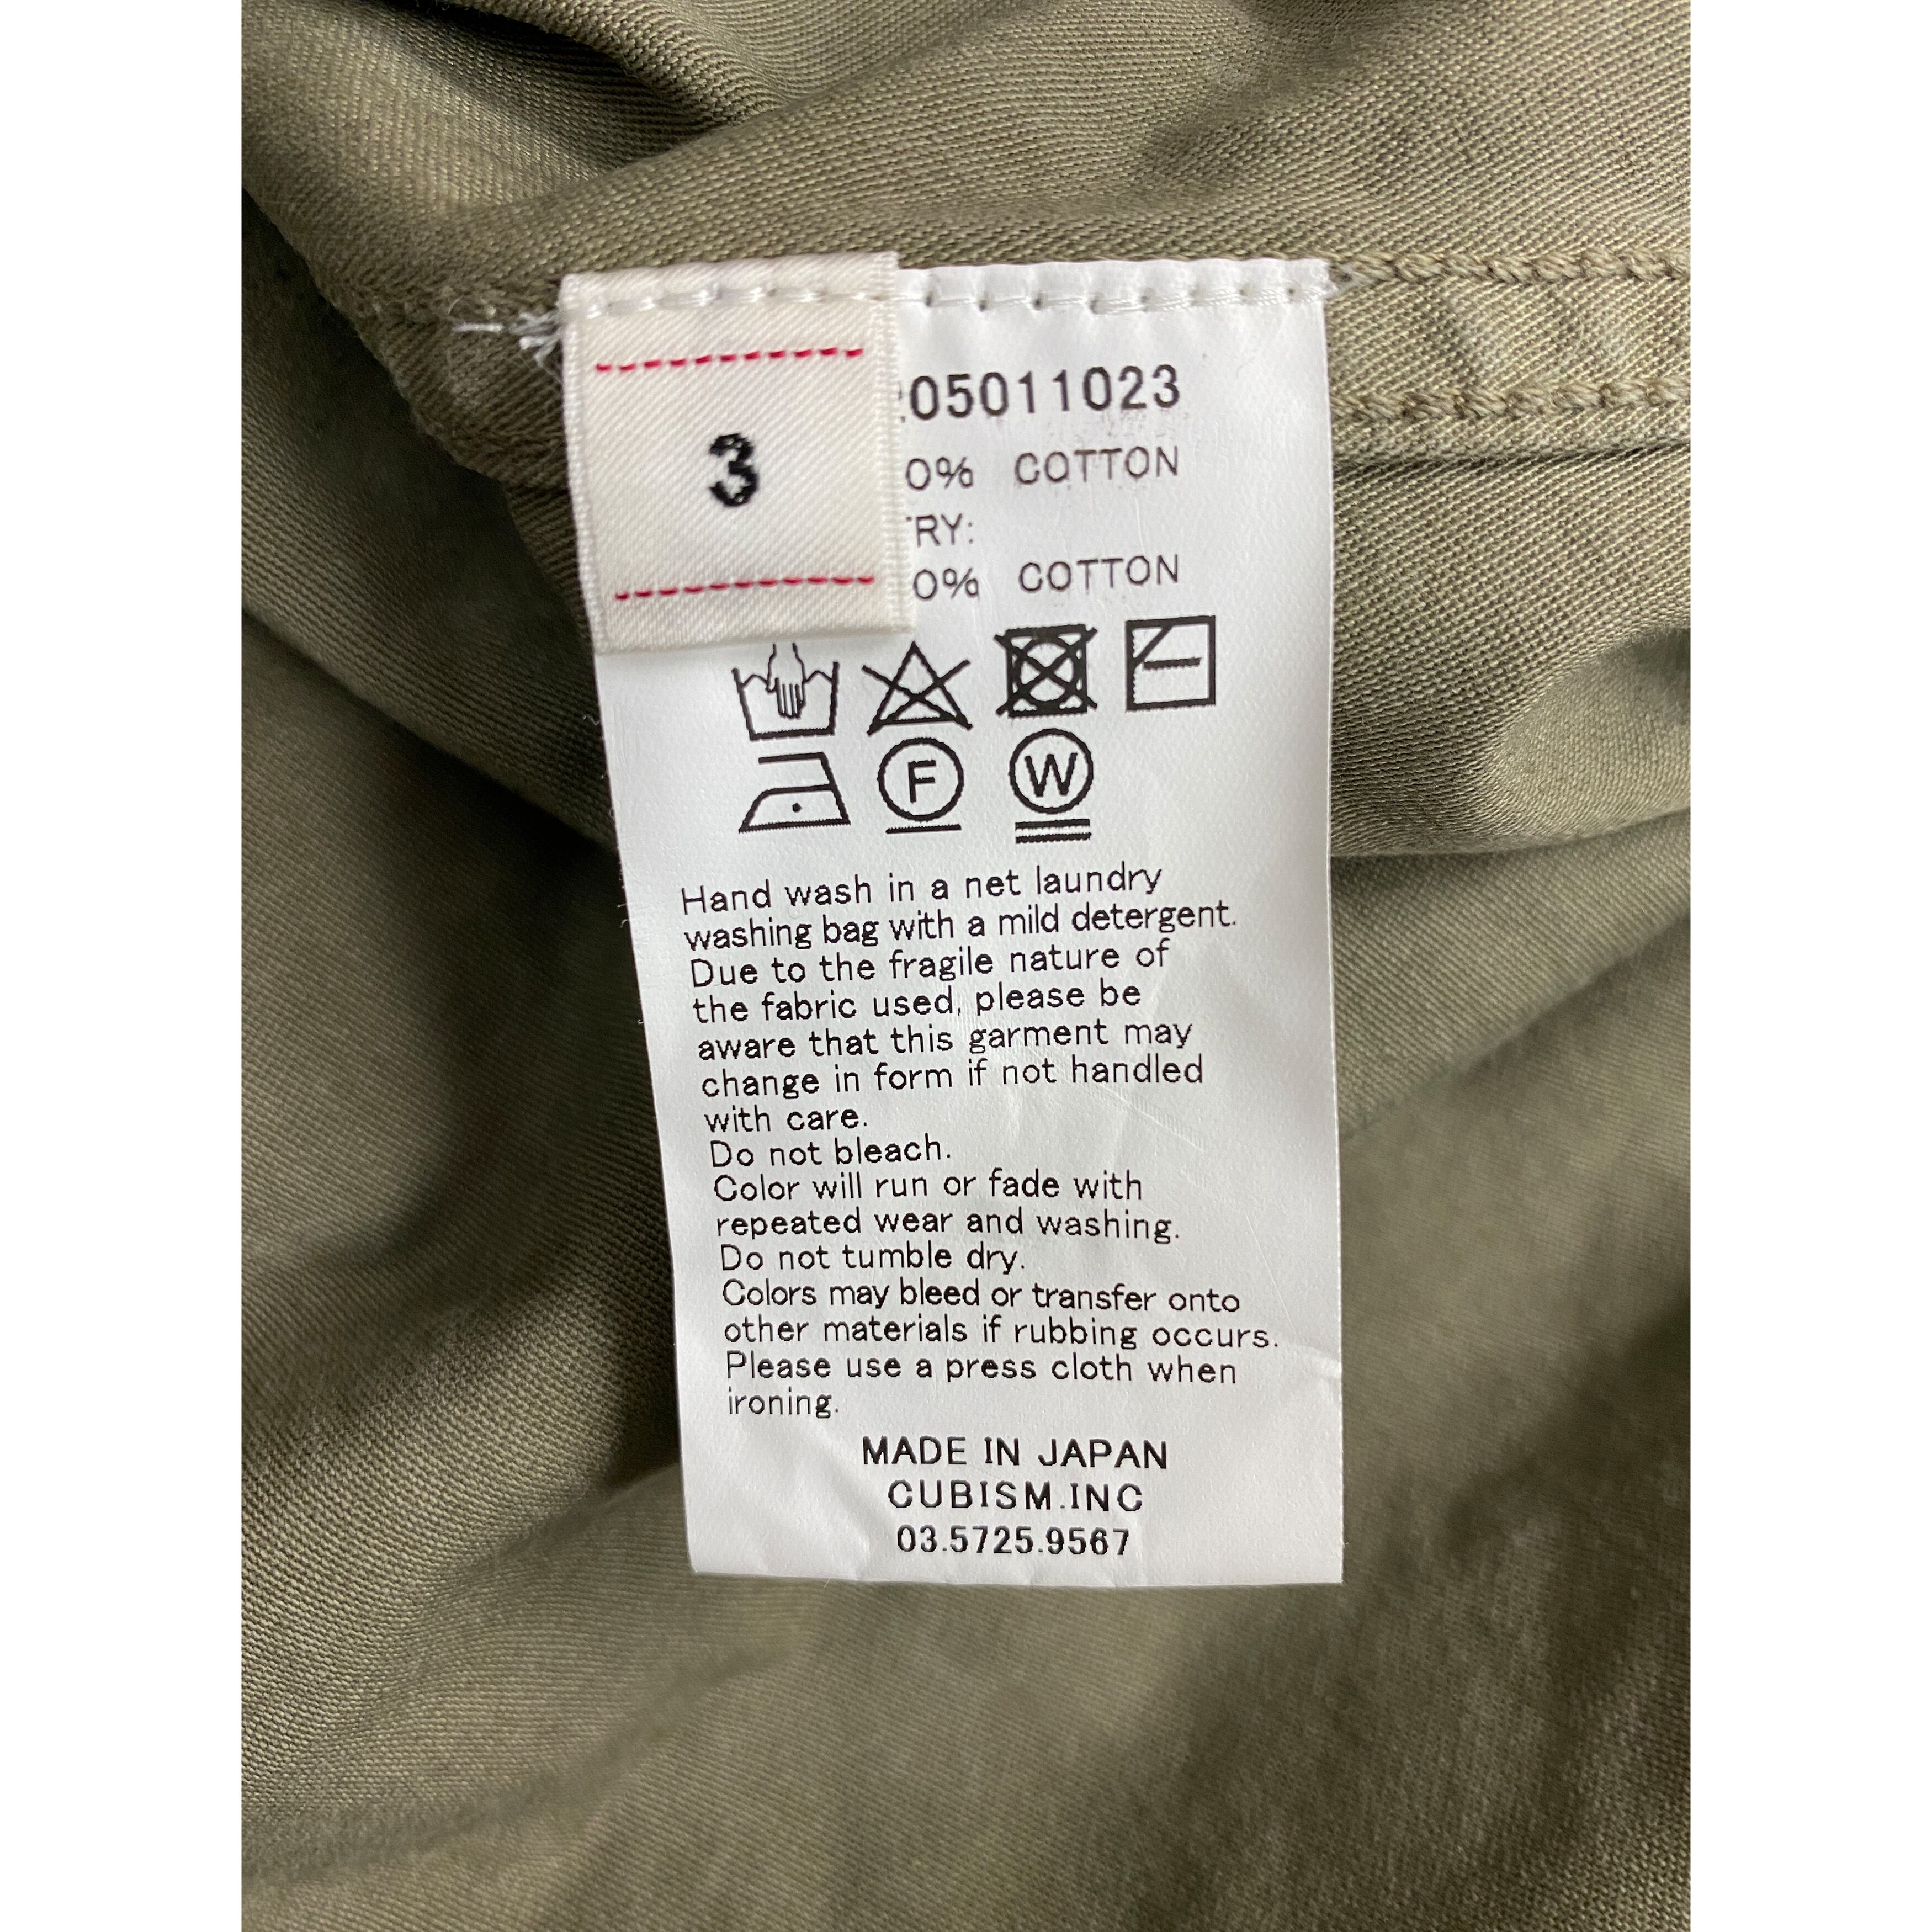 3
05011023
0% COTTON
RY:
0% COTTON
F
W
Hand wash in a net laundry
washing bag with a mild detergent.
Due to the fragile nature of
the fabric used, please be
aware that this garment may
change in form if not handled
with care.
Do not bleach.
Color will run or fade with
repeated wear and washing.
Do not tumble dry.
Colors may bleed or transfer onto
other materials if rubbing occurs.
Please use a press cloth when
ironing.
MADE IN JAPAN
CUBISM.INC
03.5725.9567